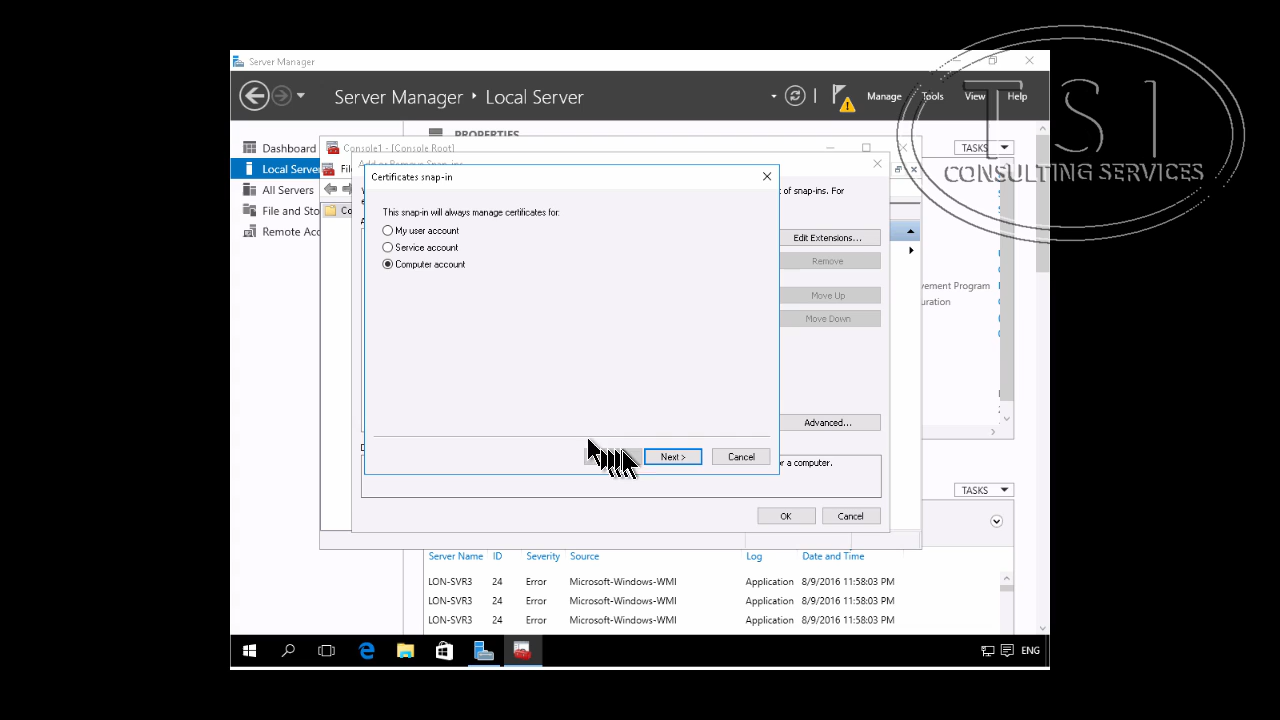 Server Manager
Server Manager • Local Server
Manage
Tools
View
Help
TS1
CONSULTING SERVICES
Dashboard
Local Serve
All Servers
File and Sto
Remote Acc
PROPERTIES
TASKS
Console1 - [Console Root]
Fil
Co
Add or Remove Snap-ins
of snap-ins. For
Certificates snap-in
This snap-in will always manage certificates for:
My user account
Service account
Computer account
Next >
Cancel
Edit Extensions...
Remove
Move Up
Move Down
Advanced...
or a computer.
OK
Cancel
vement Program
uration
TASKS
Server Name ID Severity Source Log Date and Time
LON-SVR3 24 Error Microsoft-Windows-WMI Application 8/9/2016 11:58:03 PM
LON-SVR3 24 Error Microsoft-Windows-WMI Application 8/9/2016 11:58:03 PM
LON-SVR3 24 Error Microsoft-Windows-WMI Application 8/9/2016 11:58:03 PM
ENG